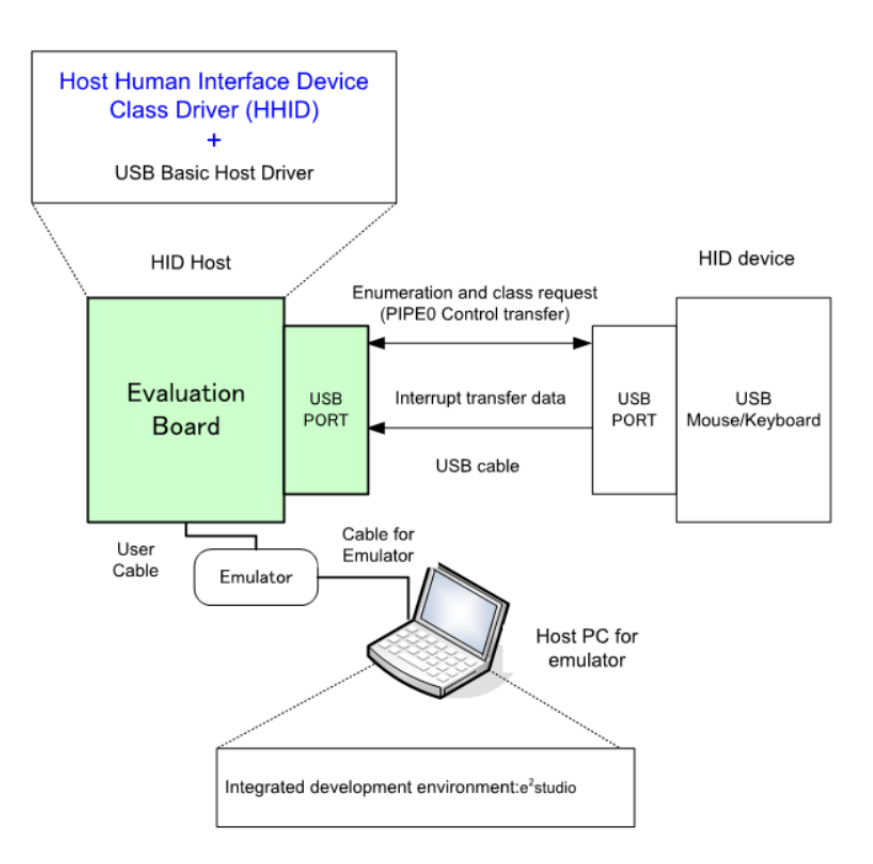 Host Human Interface Device
Class Driver (HHID)
+
USB Basic Host Driver
HID Host
HID device
Enumeration and class request
(PIPE0 Control transfer)
Evaluation
Board
USB
PORT
Interrupt transfer data
USB
PORT
USB
Mouse/Keyboard
USB cable
User
Cable
Emulator
Cable for
Emulator
Host PC for
emulator
Integrated development environment:e²studio